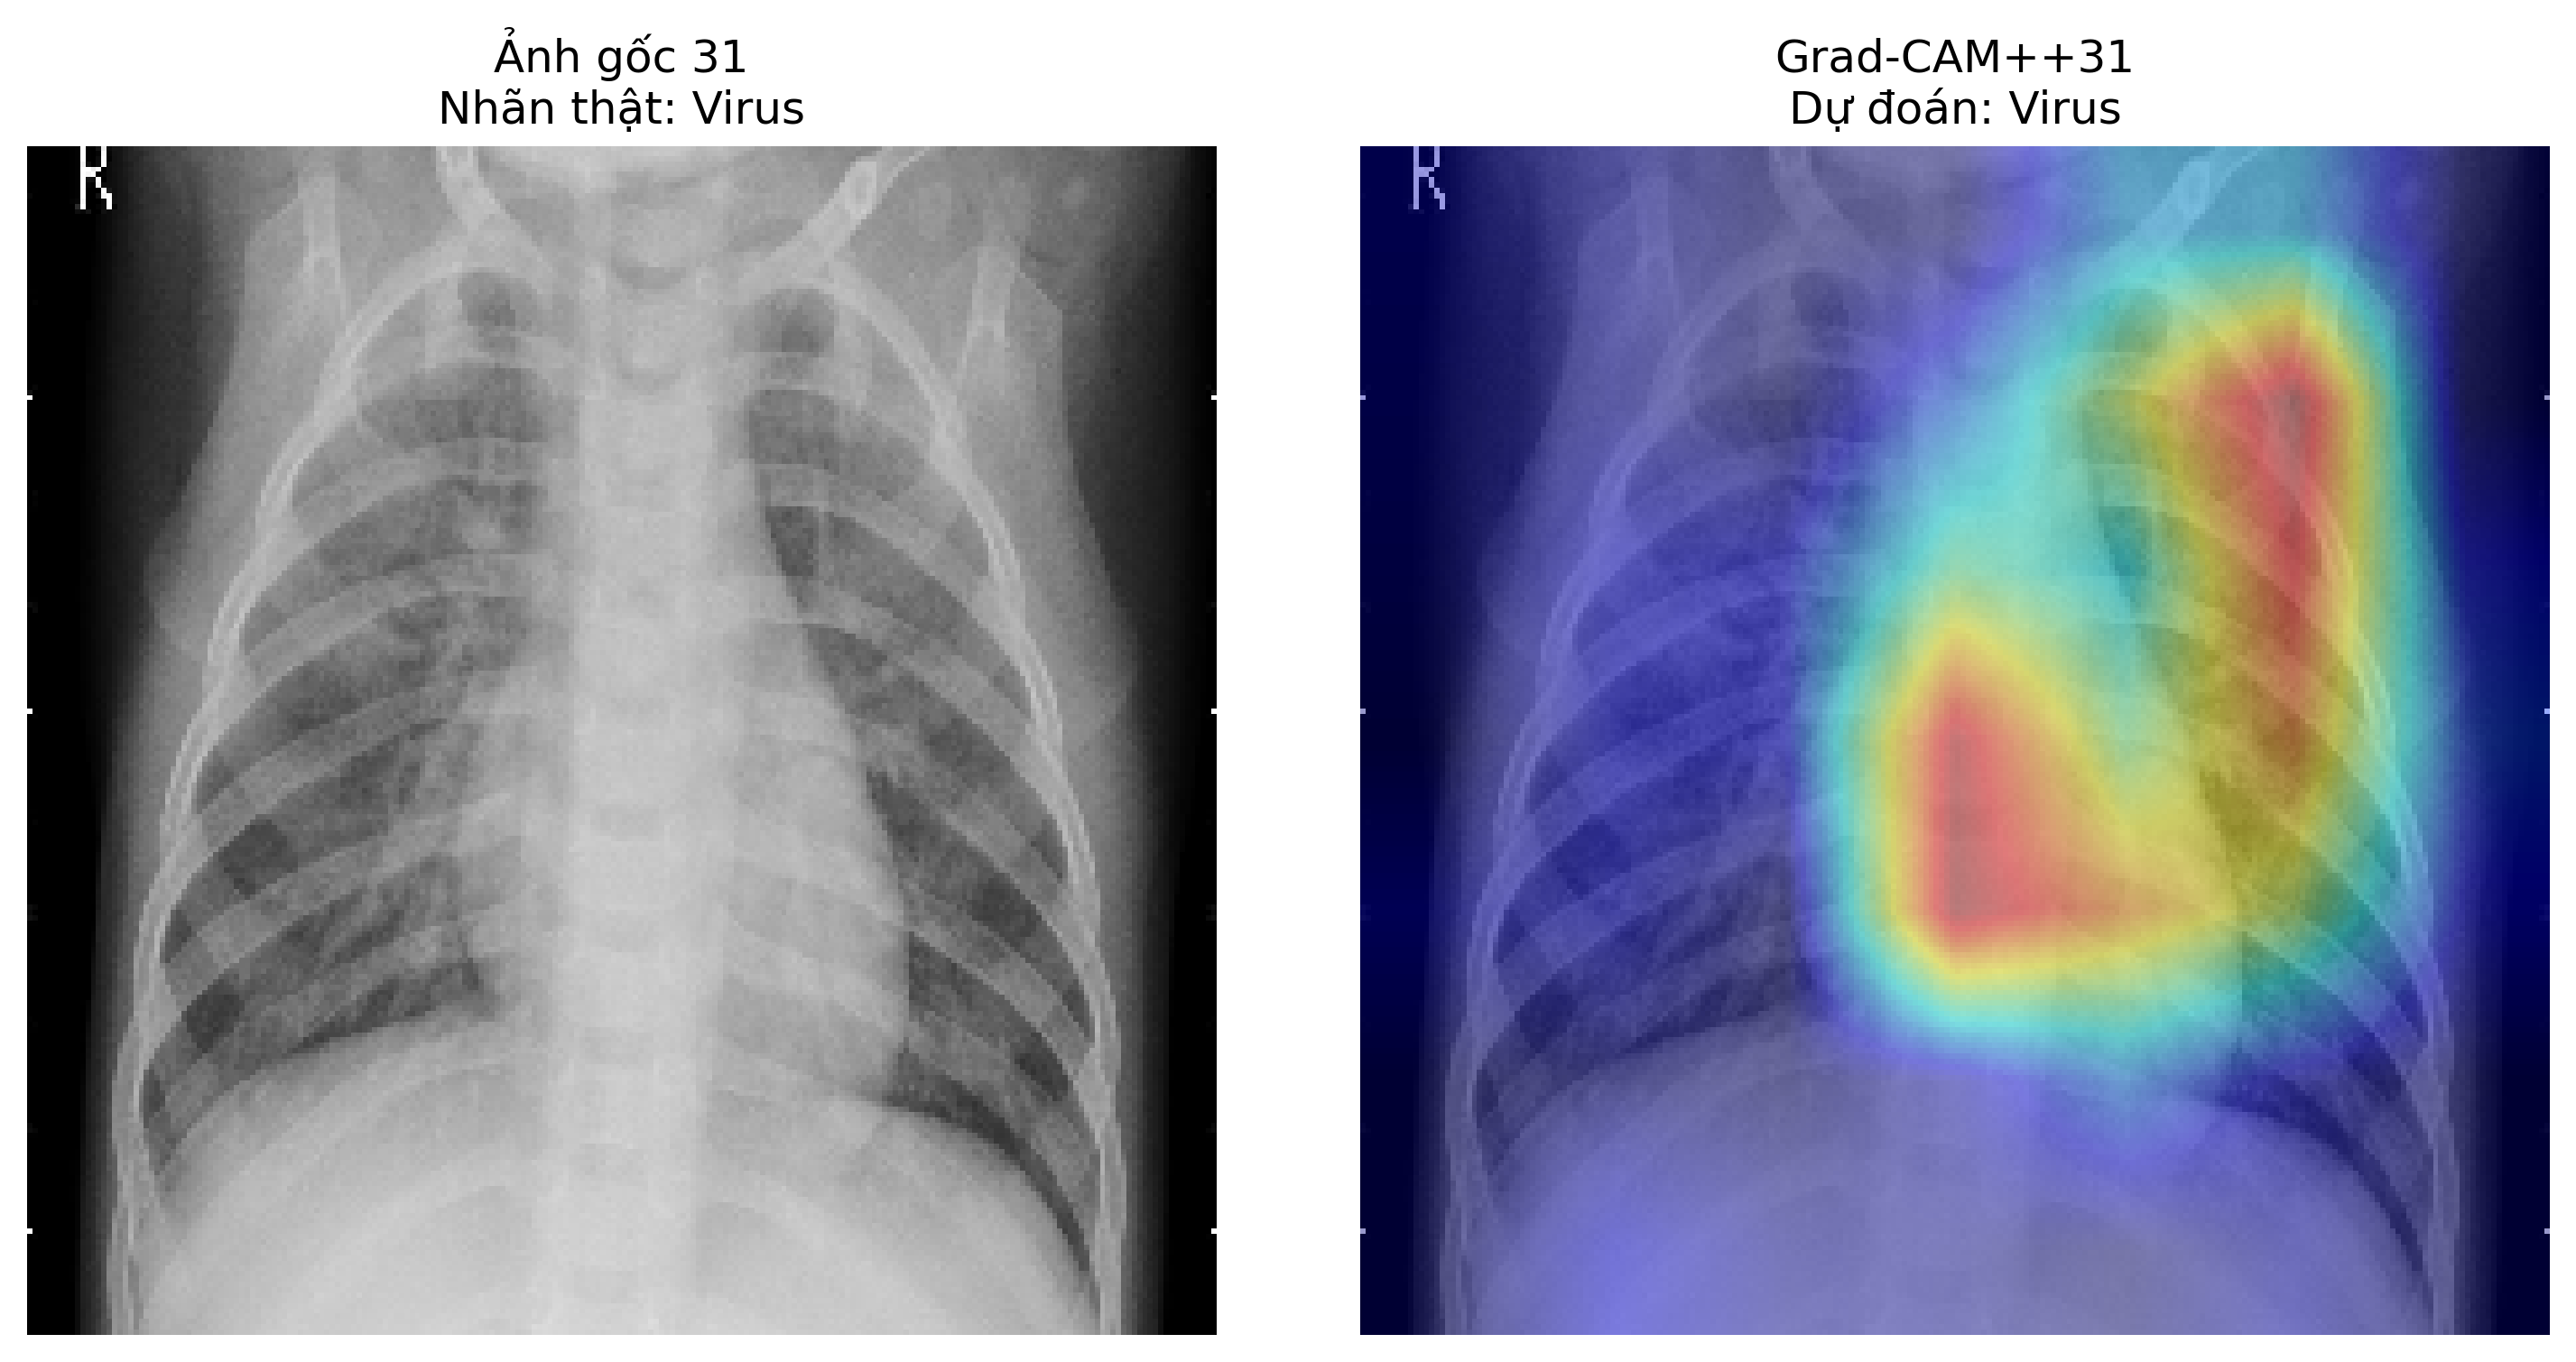 Ảnh gốc 31
Nhãn thật: Virus
Grad-CAM++31
Dự đoán: Virus
R
R